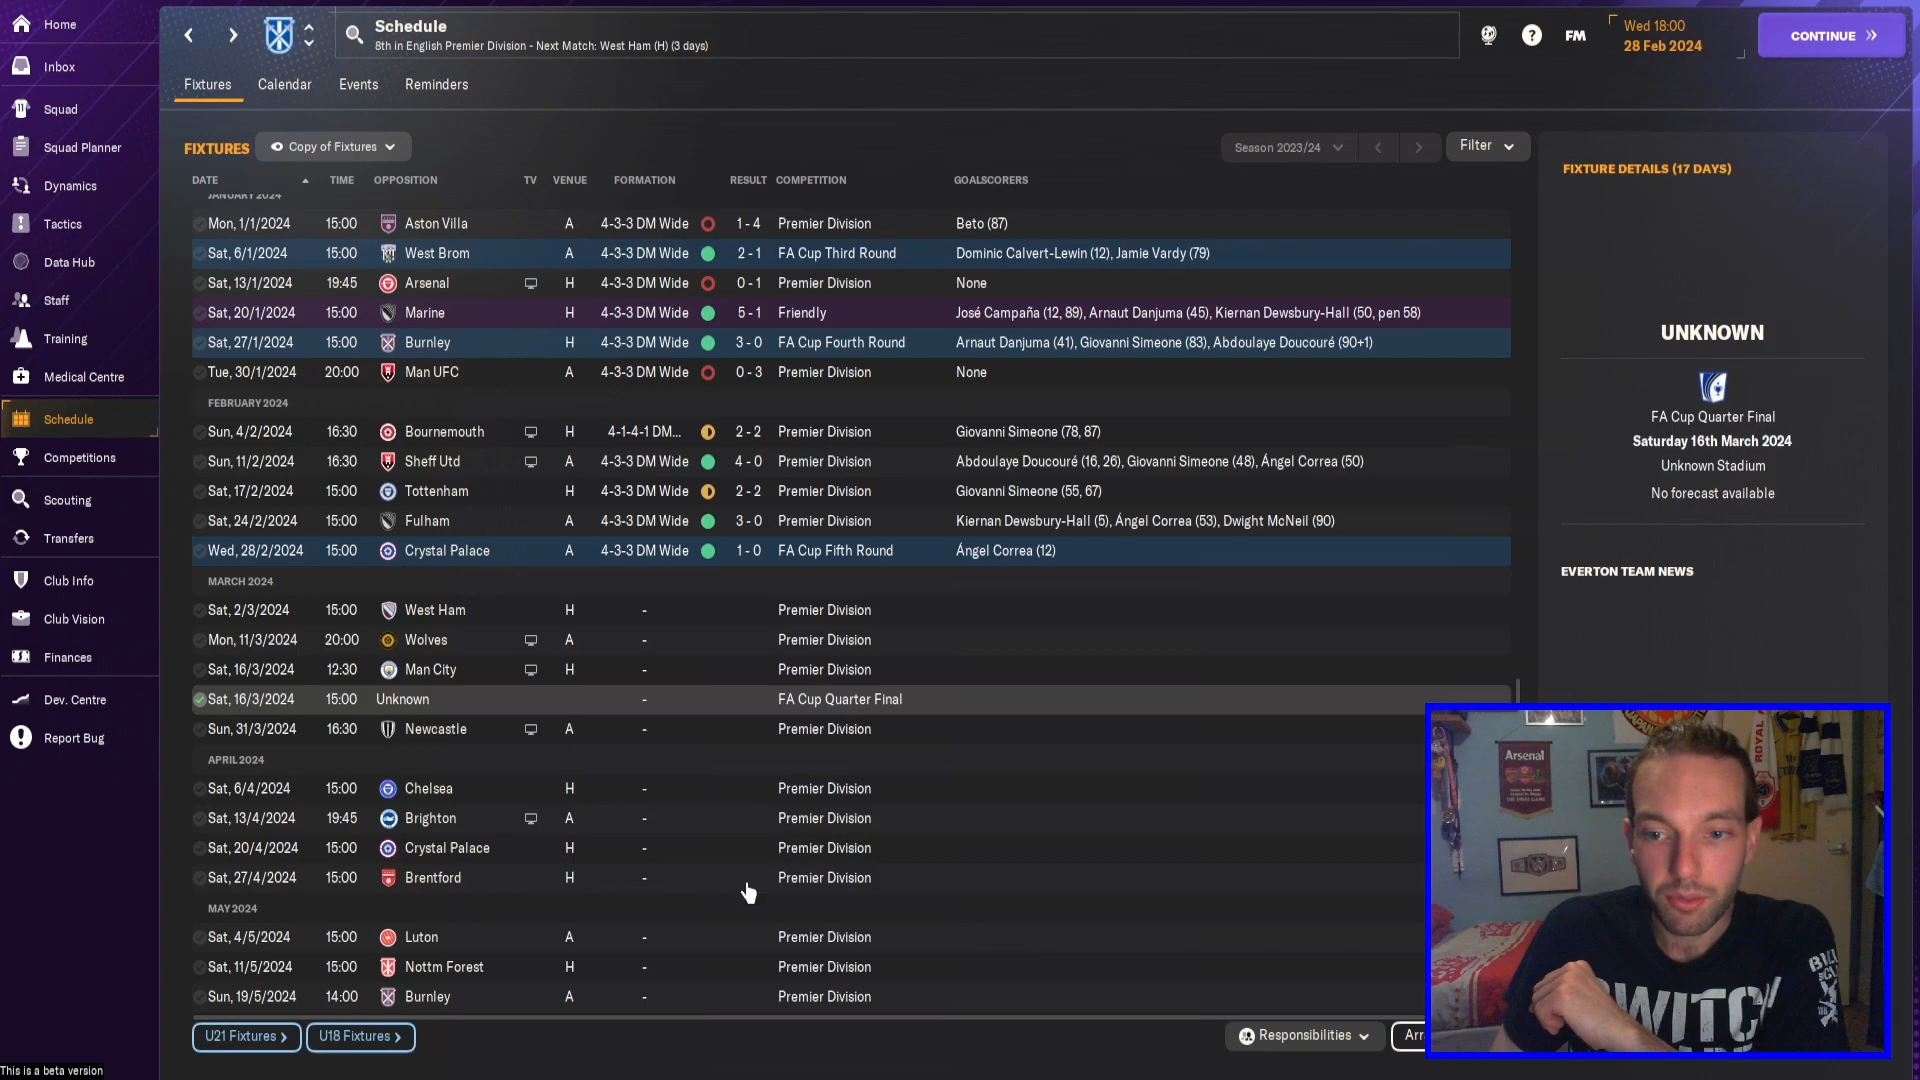 Home
Inbox
Squad
Squad Planner
Dynamics
Tactics
Data Hub
Staff
Training
Medical Centre
Schedule
Competitions
Scouting
Transfers
Club Info
Club Vision
Finances
Dev. Centre
Report Bug
This is a beta version
Schedule
8th in English Premier Division - Next Match: West Ham (H) (3 days)
FM
Wed 18:00
28 Feb 2024
CONTINUE
Fixtures Calendar Events Reminders
FIXTURES Copy of Fixtures Season 2023/24 Filter
DATE TIME OPPOSITION TV VENUE FORMATION RESULT COMPETITION GOALSCORERS
JANUARY 2024
Mon, 1/1/2024 15:00 Aston Villa A 4-3-3 DM Wide 1 - 4 Premier Division Beto (87)
Sat, 6/1/2024 15:00 West Brom A 4-3-3 DM Wide 2 - 1 FA Cup Third Round Dominic Calvert-Lewin (12), Jamie Vardy (79)
Sat, 13/1/2024 19:45 Arsenal H 4-3-3 DM Wide 0 - 1 Premier Division None
Sat, 20/1/2024 15:00 Marine H 4-3-3 DM Wide 5 - 1 Friendly José Campaña (12, 89), Arnaut Danjuma (45), Kiernan Dewsbury-Hall (50, pen 58)
Sat, 27/1/2024 15:00 Burnley H 4-3-3 DM Wide 3 - 0 FA Cup Fourth Round Arnaut Danjuma (41), Giovanni Simeone (83), Abdoulaye Doucouré (90+1)
Tue, 30/1/2024 20:00 Man UFC A 4-3-3 DM Wide 0 - 3 Premier Division None
FEBRUARY 2024
Sun, 4/2/2024 16:30 Bournemouth H 4-1-4-1 DM... 2 - 2 Premier Division Giovanni Simeone (78, 87)
Sun, 11/2/2024 16:30 Sheff Utd A 4-3-3 DM Wide 4 - 0 Premier Division Abdoulaye Doucouré (16, 26), Giovanni Simeone (48), Ángel Correa (50)
Sat, 17/2/2024 15:00 Tottenham H 4-3-3 DM Wide 2 - 2 Premier Division Giovanni Simeone (55, 67)
Sat, 24/2/2024 15:00 Fulham A 4-3-3 DM Wide 3 - 0 Premier Division Kiernan Dewsbury-Hall (5), Ángel Correa (53), Dwight McNeil (90)
Wed, 28/2/2024 15:00 Crystal Palace A 4-3-3 DM Wide 1 - 0 FA Cup Fifth Round Ángel Correa (12)
MARCH 2024
Sat, 2/3/2024 15:00 West Ham H - Premier Division
Mon, 11/3/2024 20:00 Wolves A - Premier Division
Sat, 16/3/2024 12:30 Man City H - Premier Division
Sat, 16/3/2024 15:00 Unknown - FA Cup Quarter Final
Sun, 31/3/2024 16:30 Newcastle A - Premier Division
APRIL 2024
Sat, 6/4/2024 15:00 Chelsea H - Premier Division
Sat, 13/4/2024 19:45 Brighton A - Premier Division
Sat, 20/4/2024 15:00 Crystal Palace H - Premier Division
Sat, 27/4/2024 15:00 Brentford H - Premier Division
MAY 2024
Sat, 4/5/2024 15:00 Luton A - Premier Division
Sat, 11/5/2024 15:00 Nottm Forest H - Premier Division
Sun, 19/5/2024 14:00 Burnley A - Premier Division
U21 Fixtures U18 Fixtures Responsibilities Arr
FIXTURE DETAILS (17 DAYS)
UNKNOWN
FA Cup Quarter Final
Saturday 16th March 2024
Unknown Stadium
No forecast available
EVERTON TEAM NEWS
Arsenal
ROYAL